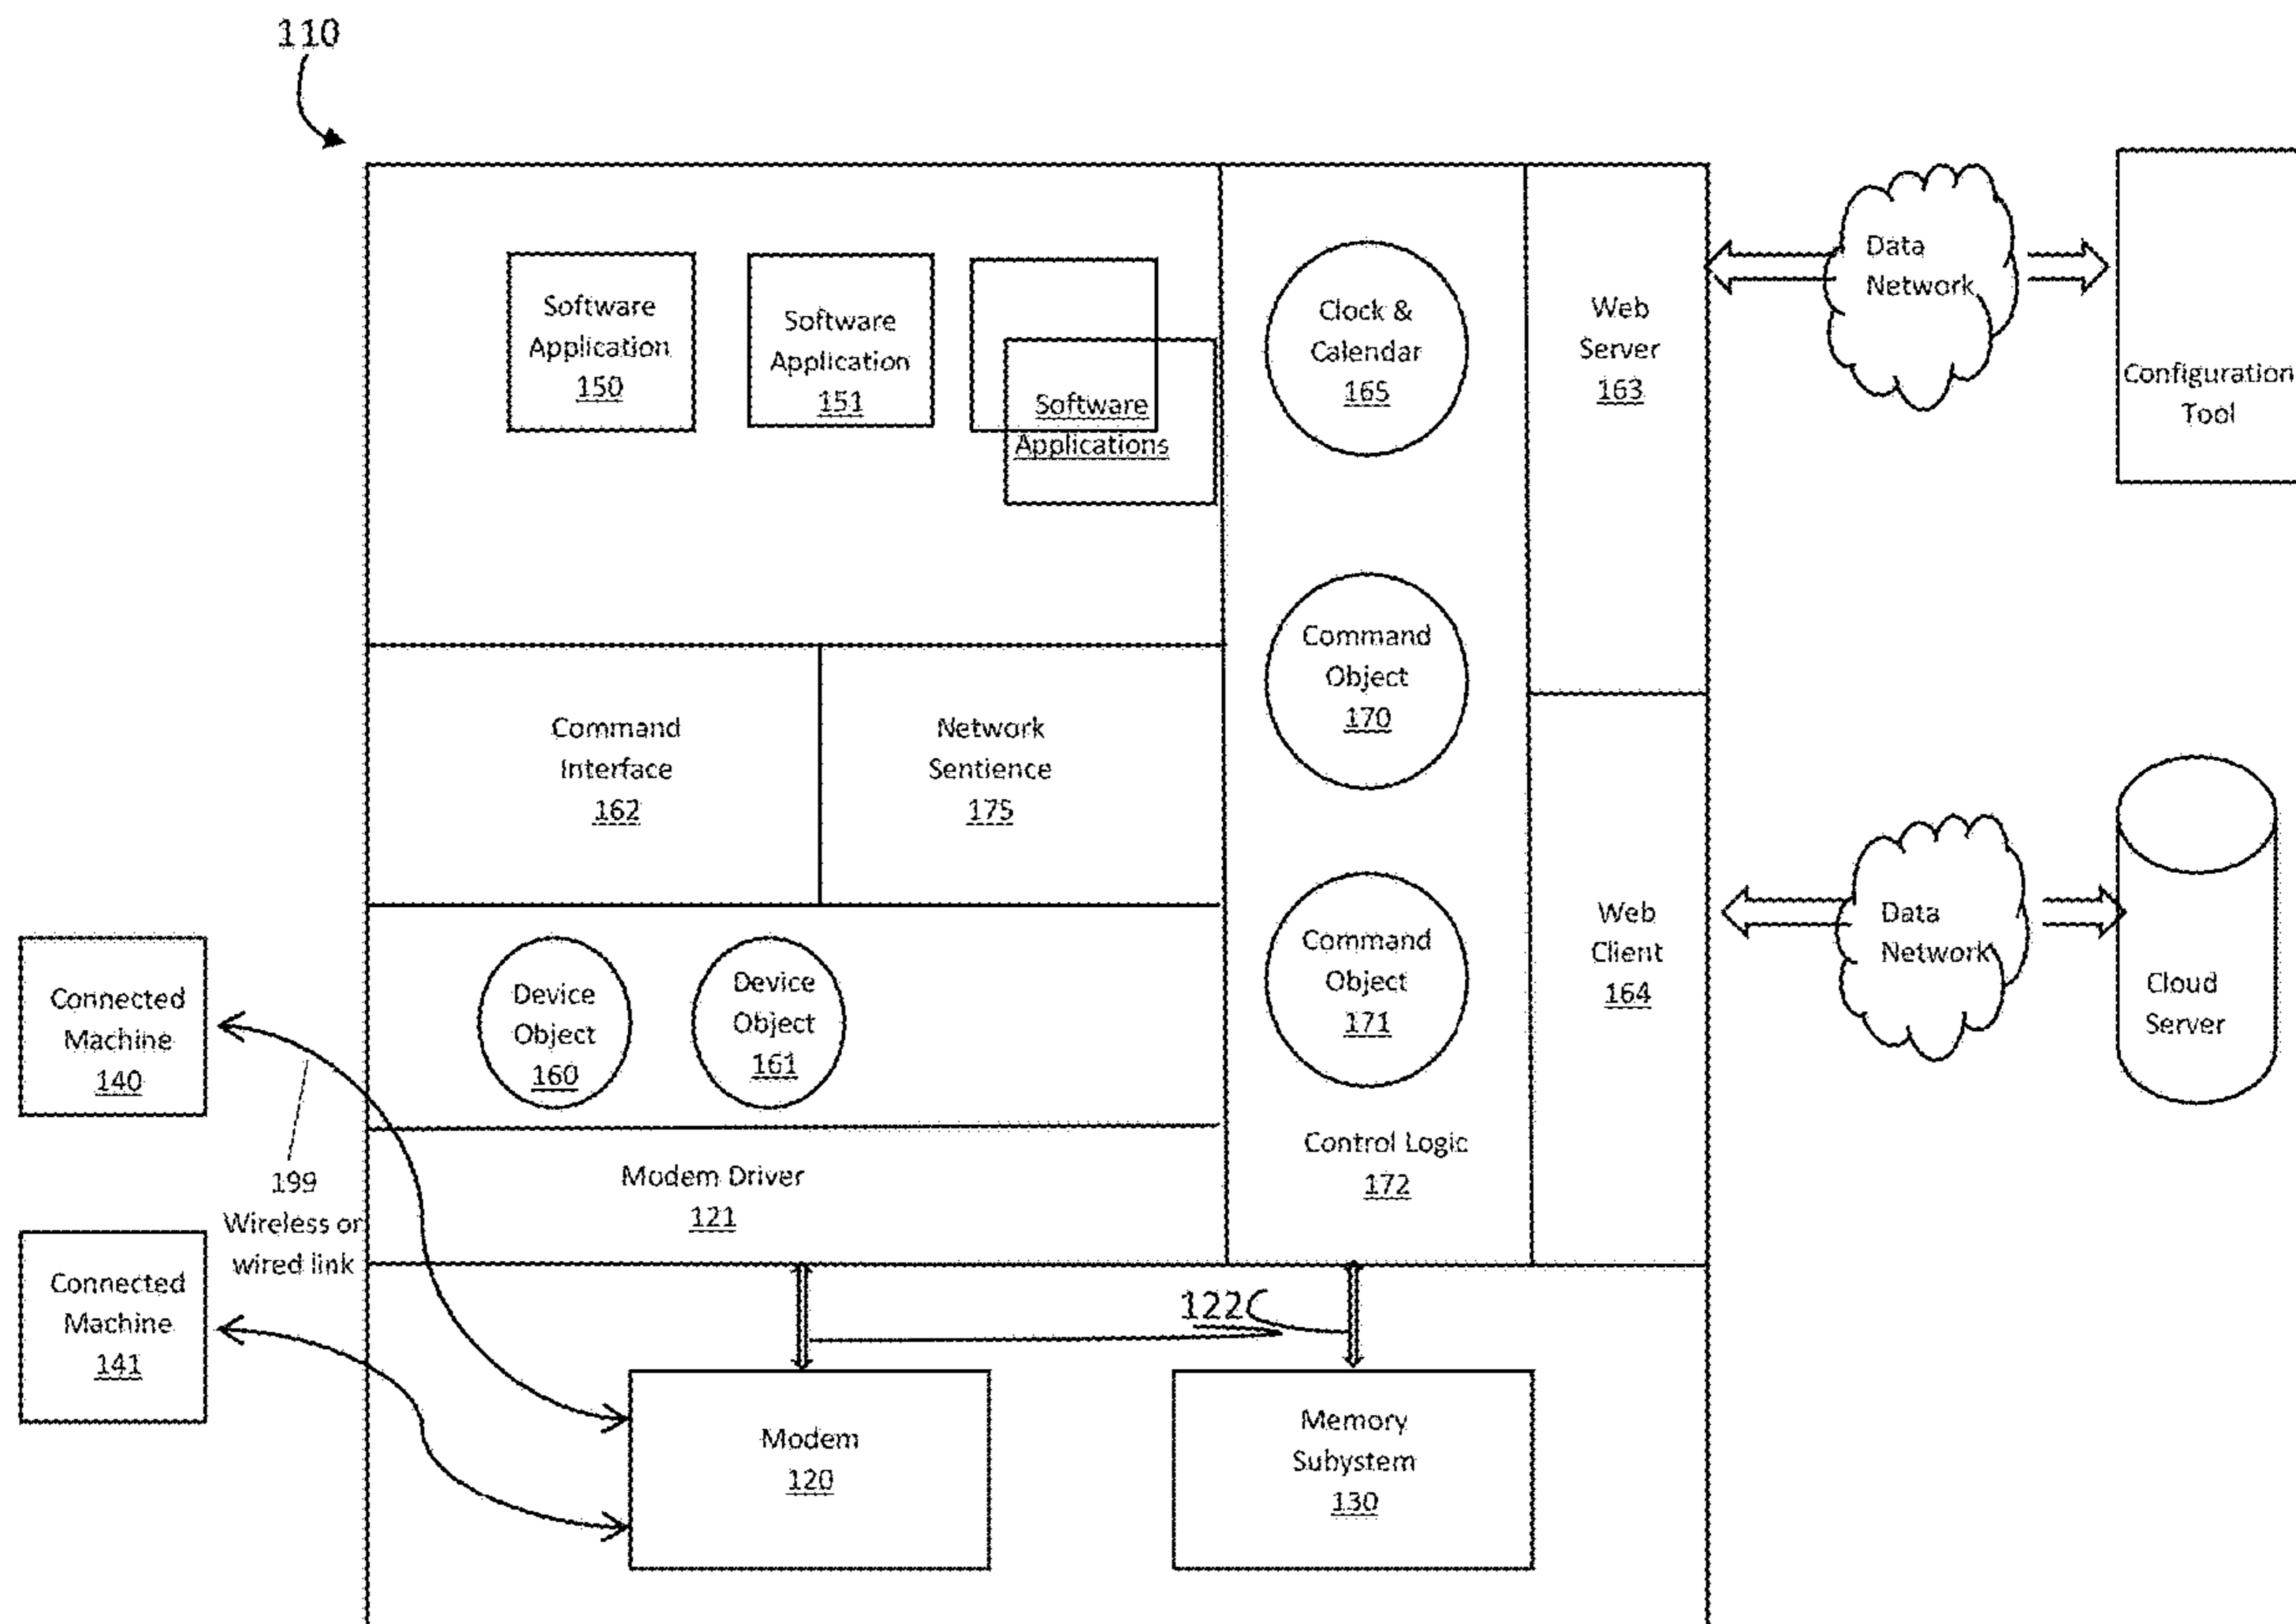 110
Software
Application
150
Software
Application
151
Software
Applications
Clock &
Calendar
165
Web
Server
163
Data
Network
Configuration
Tool
Command
Object
170
Command
Interface
162
Network
Sentience
175
Command
Object
171
Web
Client
164
Data
Network
Cloud
Server
Connected
Machine
140
Device
Object
160
Device
Object
161
Control Logic
172
199
Wireless or
wired link
Modem Driver
121
Connected
Machine
141
122
Modem
120
Memory
Subystem
130